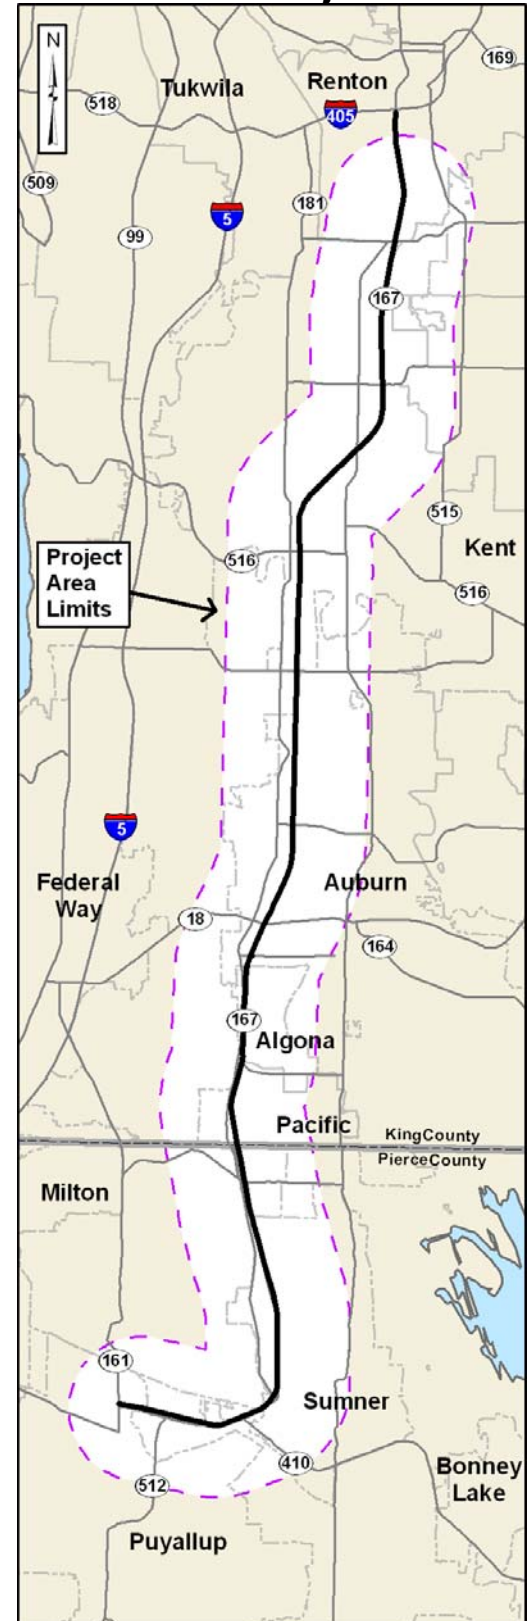 N
169
Renton
Tukwila
405
518
509
181
5
99
167
515
Kent
516
Project
Area
Limits
516
5
Federal
Way
Auburn
18
164
167
Algona
Pacific
KingCounty
PierceCounty
Milton
161
Sumner
410
Bonney
Lake
512
Puyallup